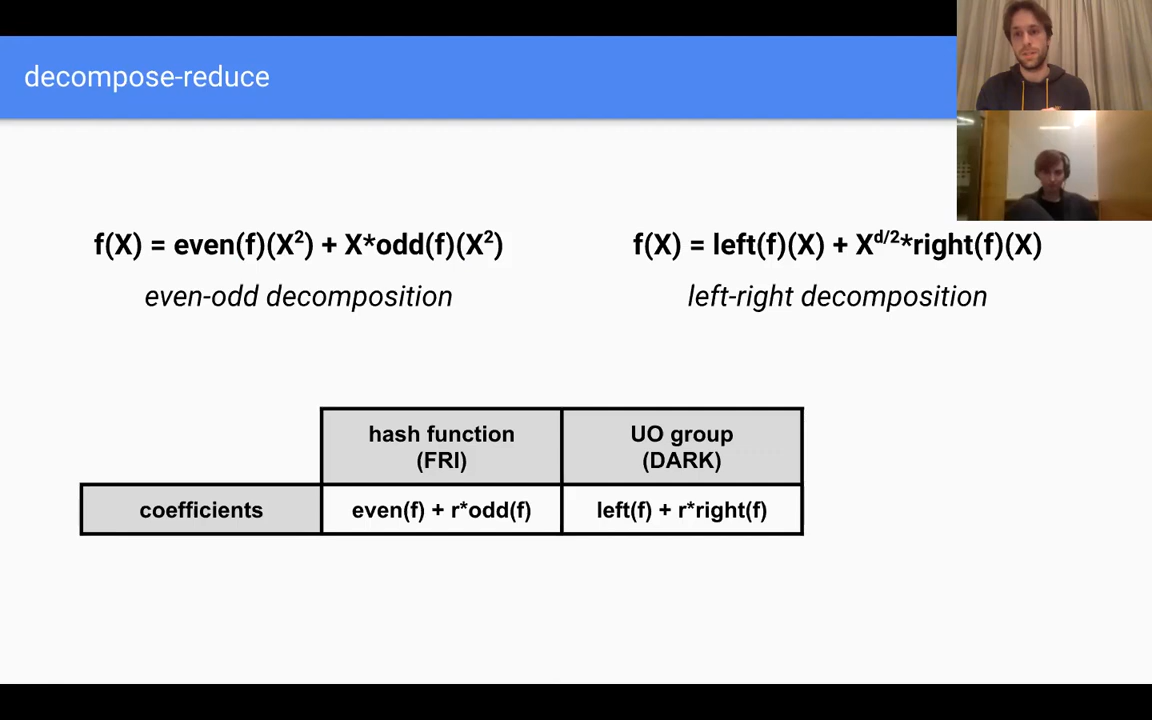 decompose-reduce
f(X) = even(f)(X²) + X*odd(f)(X²)
even-odd decomposition
f(X) = left(f)(X) + X^d/2*right(f)(X)
left-right decomposition
hash function
(FRI)
UO group
(DARK)
coefficients
even(f) + r*odd(f)
left(f) + r*right(f)